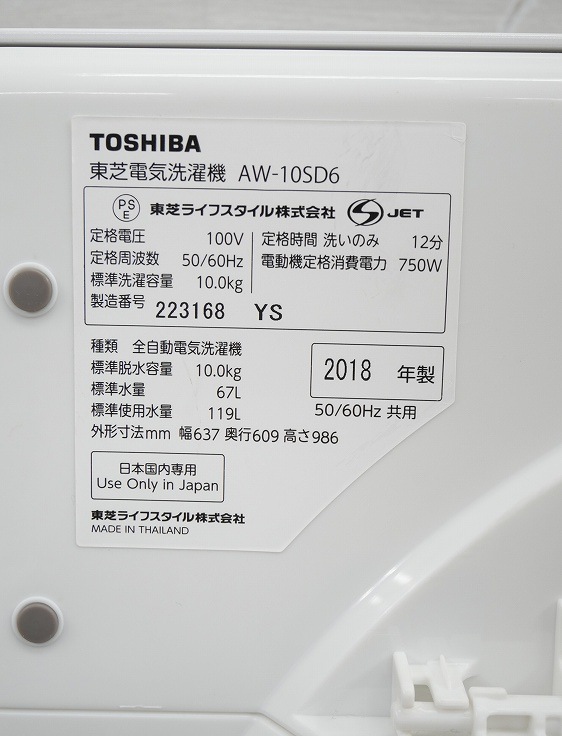 TOSHIBA
東芝電気洗濯機 AW-10SD6
PSE 東芝ライフスタイル株式会社 S JET
定格電圧 100V
定格周波数 50/60Hz
標準洗濯容量 10.0kg
製造番号 223168 YS
定格時間 洗いのみ 12分
電動機定格消費電力 750W
種類 全自動電気洗濯機
標準脱水容量 10.0kg
標準水量 67L
標準使用水量 119L
外形寸法mm 幅637 奥行609 高さ986
2018 年製
50/60Hz 共用
日本国内専用
Use Only in Japan
東芝ライフスタイル株式会社
MADE IN THAILAND